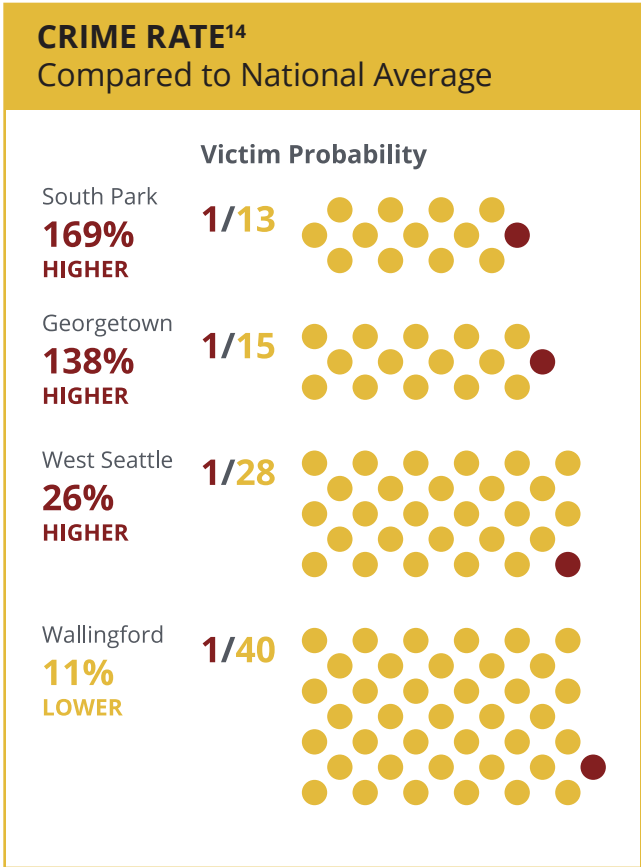 CRIME RATE¹⁴
Compared to National Average
Victim Probability
South Park
169%
HIGHER
1/13
Georgetown
138%
HIGHER
1/15
West Seattle
26%
HIGHER
1/28
Wallingford
11%
LOWER
1/40